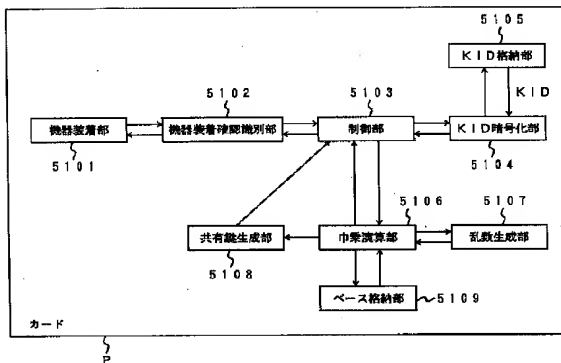 5105
KID格納部
KID
5102
5103
機器装着部
機器装着確認識別部
制御部
KID暗号化部
5101
5104
5106
5107
共有鍵生成部
巾乗演算部
乱数生成部
5108
ベース格納部
5109
カード
P